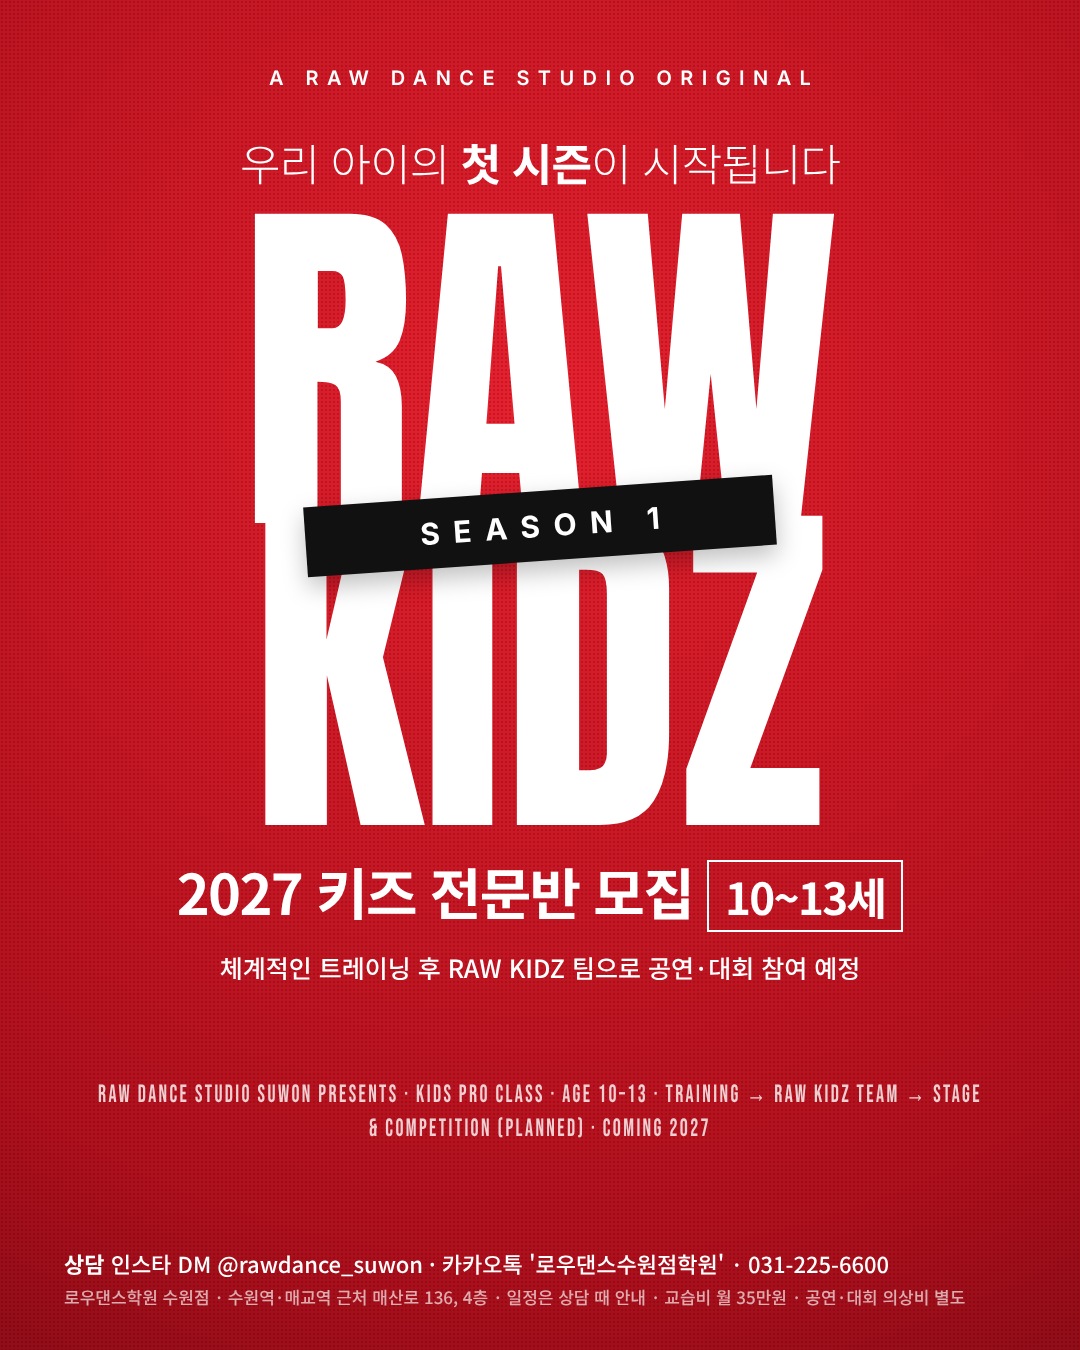 A RAW DANCE STUDIO ORIGINAL
우리 아이의 첫 시즌이 시작됩니다
RAW
SEASON 1
KIDZ
2027 키즈 전문반 모집 10~13세
체계적인 트레이닝 후 RAW KIDZ 팀으로 공연·대회 참여 예정
RAW DANCE STUDIO SUWON PRESENTS · KIDS PRO CLASS · AGE 10–13 · TRAINING → RAW KIDZ TEAM → STAGE
& COMPETITION (PLANNED) · COMING 2027
상담 인스타 DM @rawdance_suwon · 카카오톡 '로우댄스수원점학원' · 031-225-6600
로우댄스학원 수원점 · 수원역·매교역 근처 매산로 136, 4층 · 일정은 상담 때 안내 · 교습비 월 35만원 · 공연·대회 의상비 별도